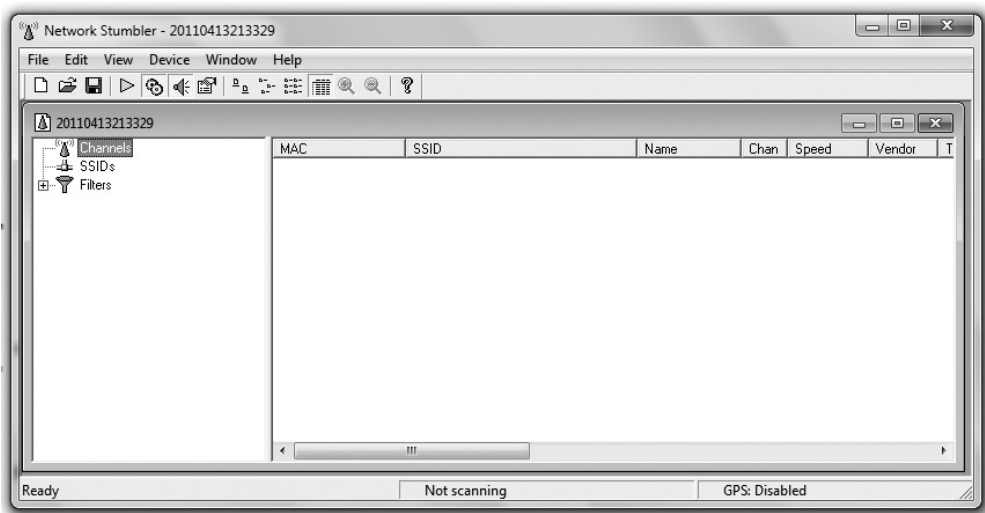 Network Stumbler - 20110413213329
File Edit View Device Window Help
20110413213329
Channels
SSIDs
Filters
MAC SSID Name Chan Speed Vendor T
Ready Not scanning GPS: Disabled